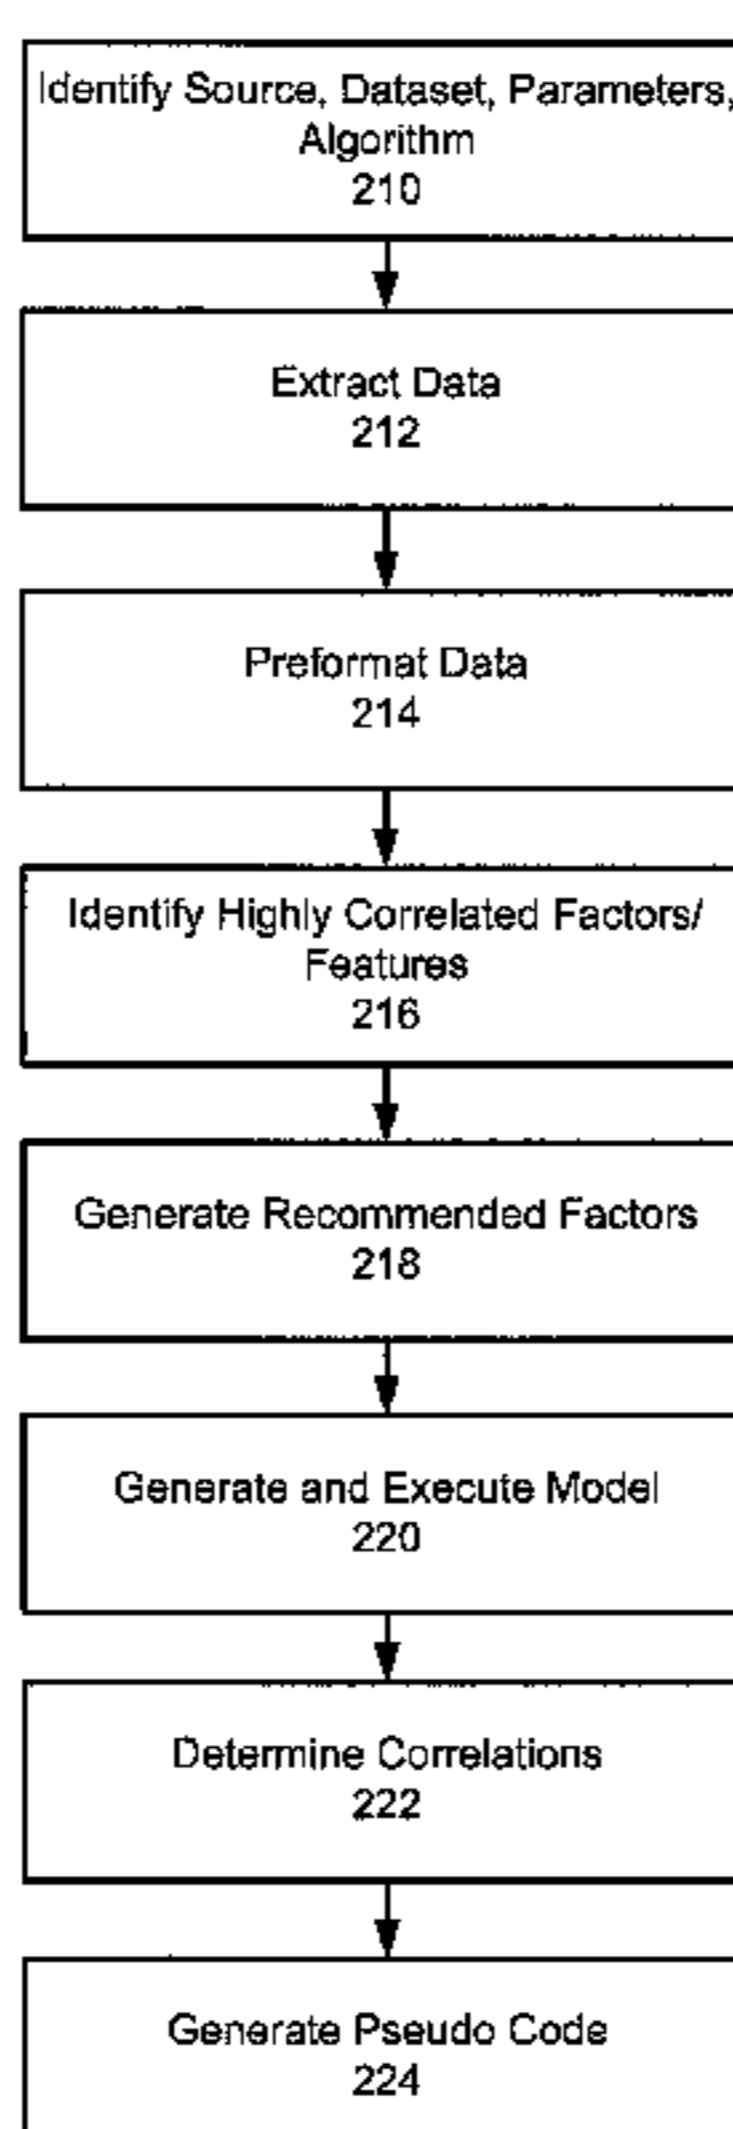 Identify Source, Dataset, Parameters,
Algorithm
210
Extract Data
212
Preformat Data
214
Identify Highly Correlated Factors/
Features
216
Generate Recommended Factors
218
Generate and Execute Model
220
Determine Correlations
222
Generate Pseudo Code
224